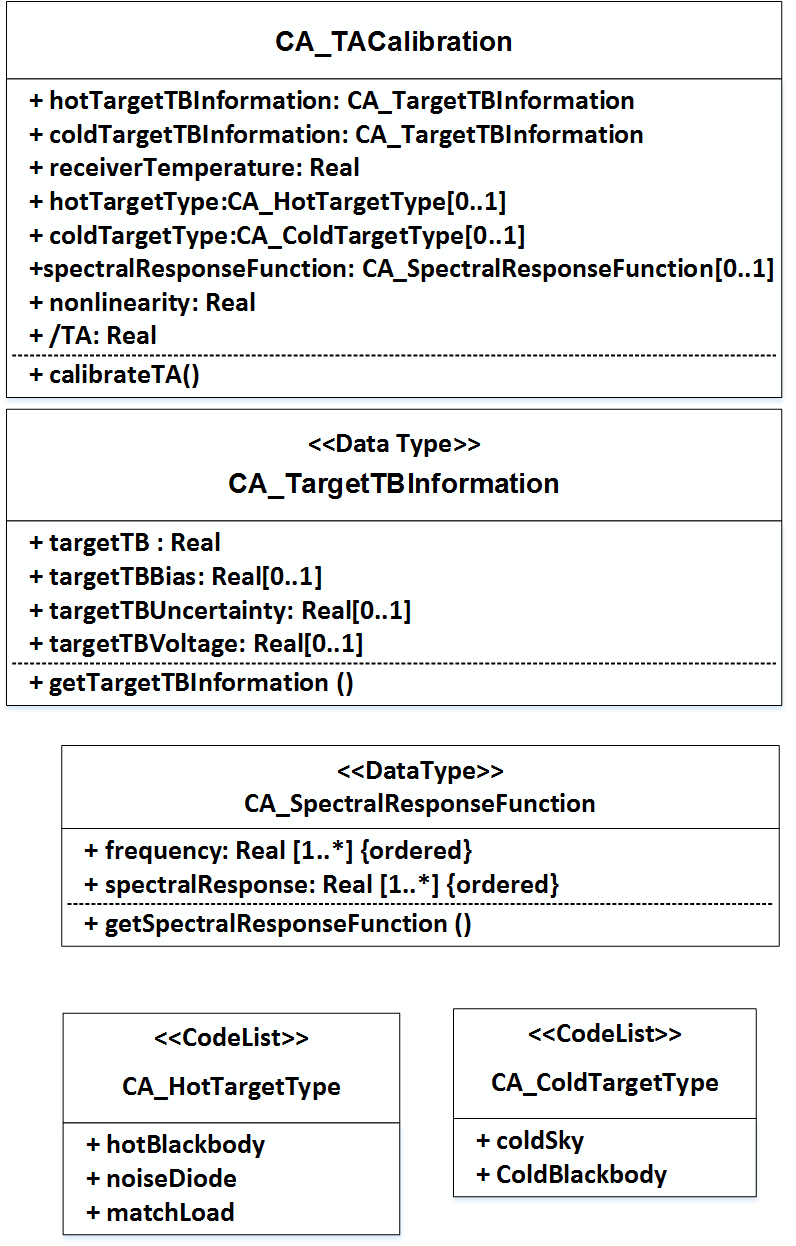 CA_TACalibration
+ hotTargetTBInformation: CA_TargetTBInformation
+ coldTargetTBInformation: CA_TargetTBInformation
+ receiverTemperature: Real
+ hotTargetType:CA_HotTargetType[0..1]
+ coldTargetType:CA_ColdTargetType[0..1]
+spectralResponseFunction: CA_SpectralResponseFunction[0..1]
+ nonlinearity: Real
+ /TA: Real
+ calibrateTA()
<<Data Type>>
CA_TargetTBInformation
+ targetTB : Real
+ targetTBBias: Real[0..1]
+ targetTBUncertainty: Real[0..1]
+ targetTBVoltage: Real[0..1]
+ getTargetTBInformation ()
<<DataType>>
CA_SpectralResponseFunction
+ frequency: Real [1..*] {ordered}
+ spectralResponse: Real [1..*] {ordered}
+ getSpectralResponseFunction ()
<<CodeList>>
CA_HotTargetType
+ hotBlackbody
+ noiseDiode
+ matchLoad
<<CodeList>>
CA_ColdTargetType
+ coldSky
+ ColdBlackbody